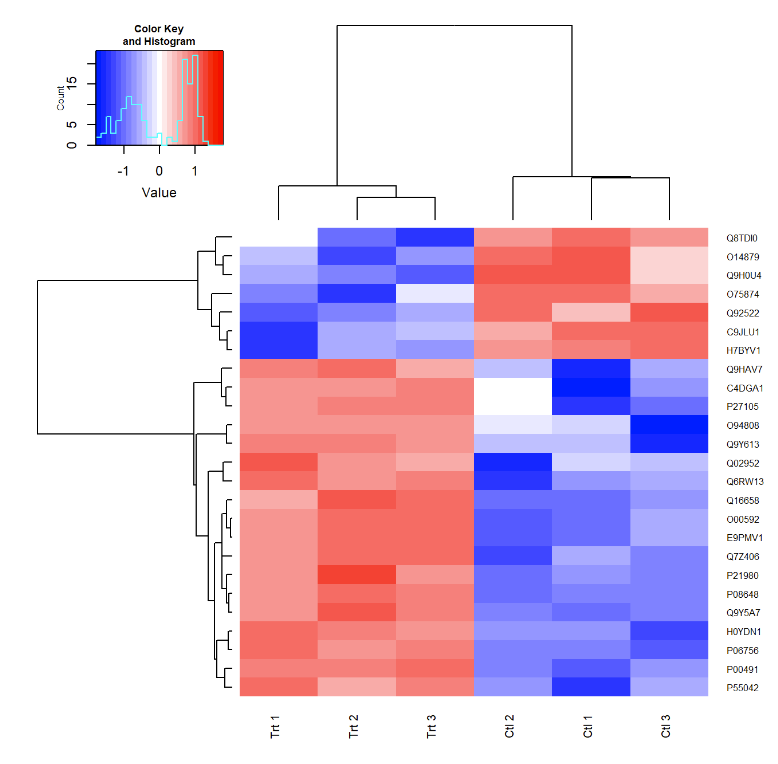 Color Key
and Histogram
Count
0 5 15
-1 0 1
Value
Q8TDI0
O14879
Q9H0U4
O75874
Q92522
C9JLU1
H7BYV1
Q9HAV7
C4DGA1
P27105
O94808
Q9Y613
Q02952
Q6RW13
Q16658
O00592
E9PMV1
Q7Z406
P21980
P08648
Q9Y5A7
H0YDN1
P06756
P00491
P55042
Trt 1 Trt 2 Trt 3 Ctl 2 Ctl 1 Ctl 3